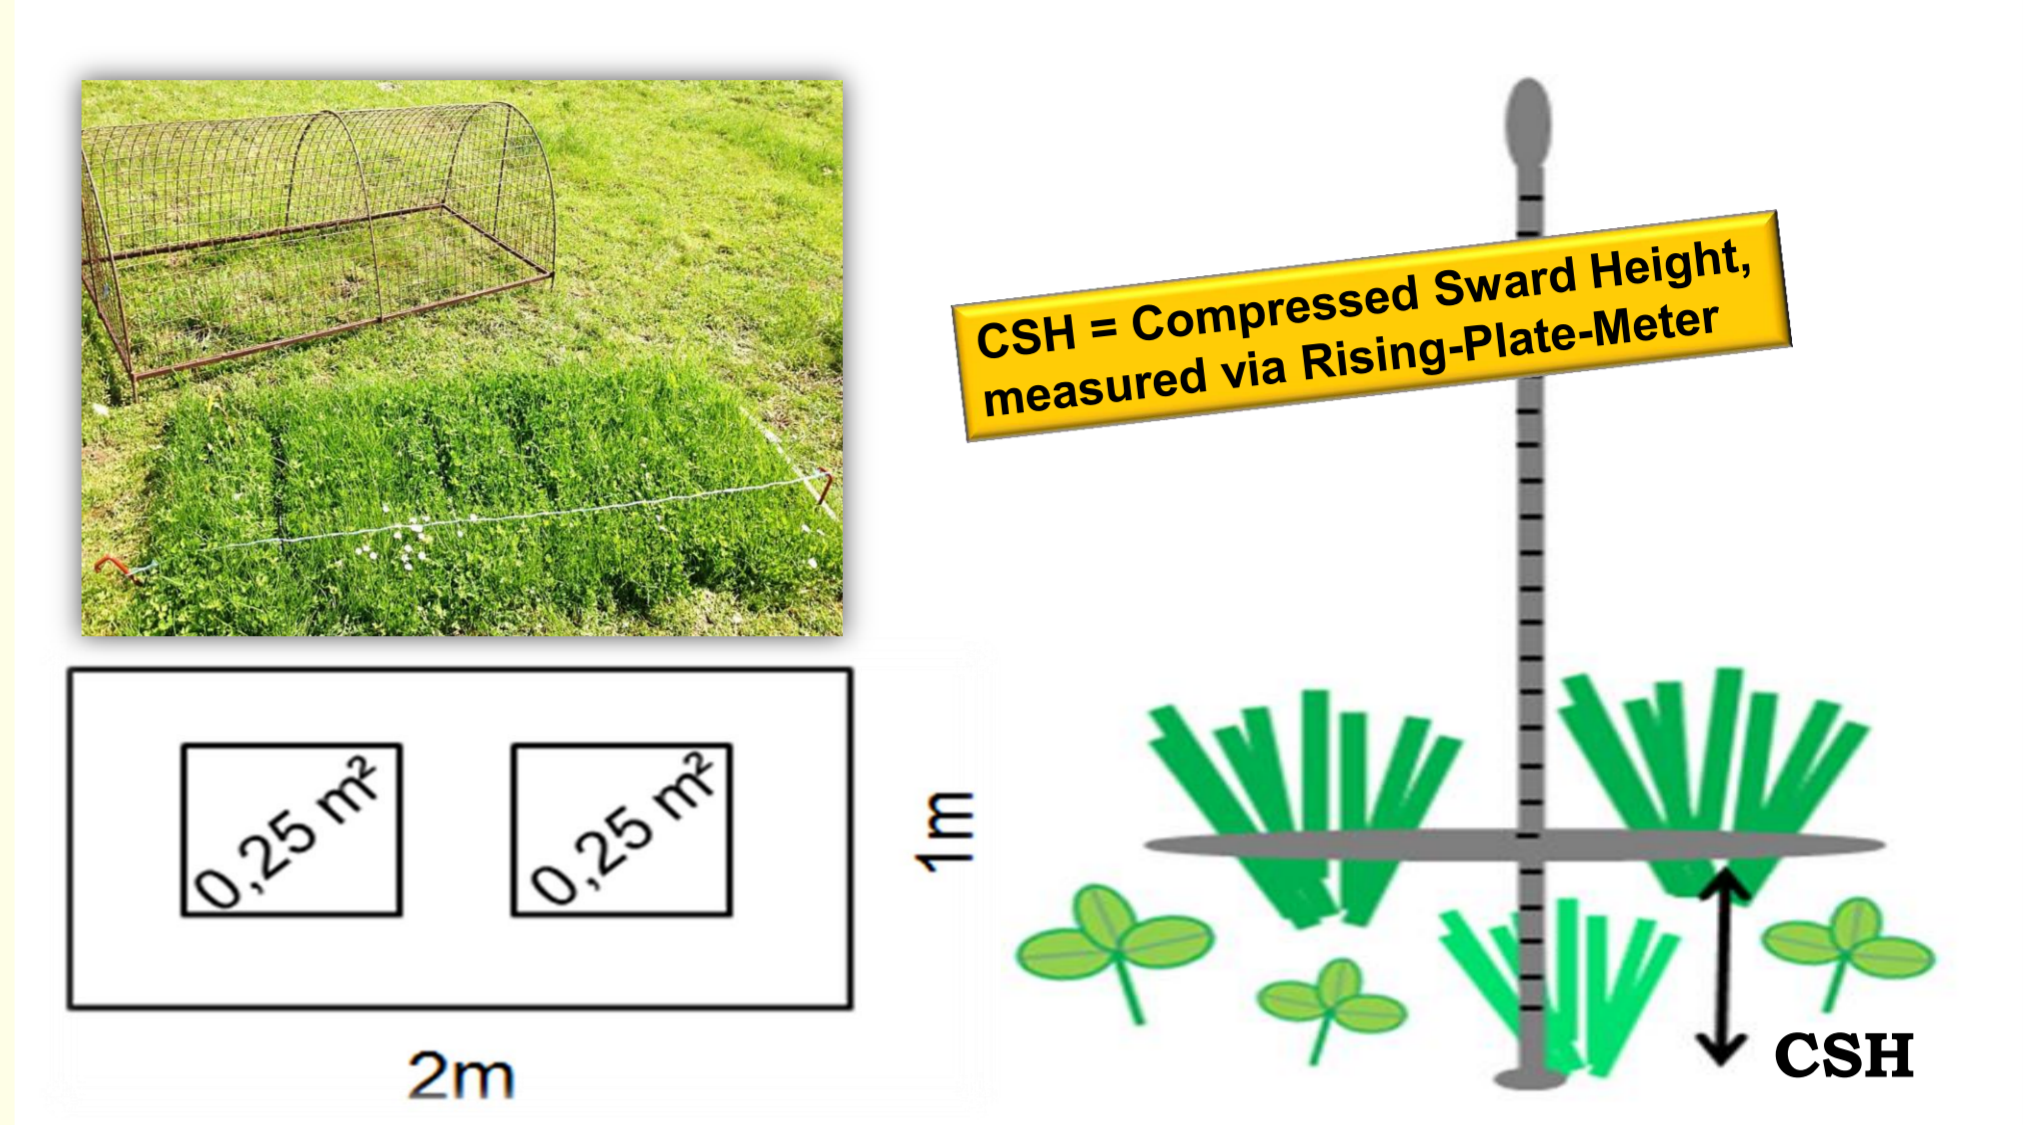 CSH = Compressed Sward Height,
measured via Rising-Plate-Meter
0,25 m²
0,25 m²
1m
2m
CSH